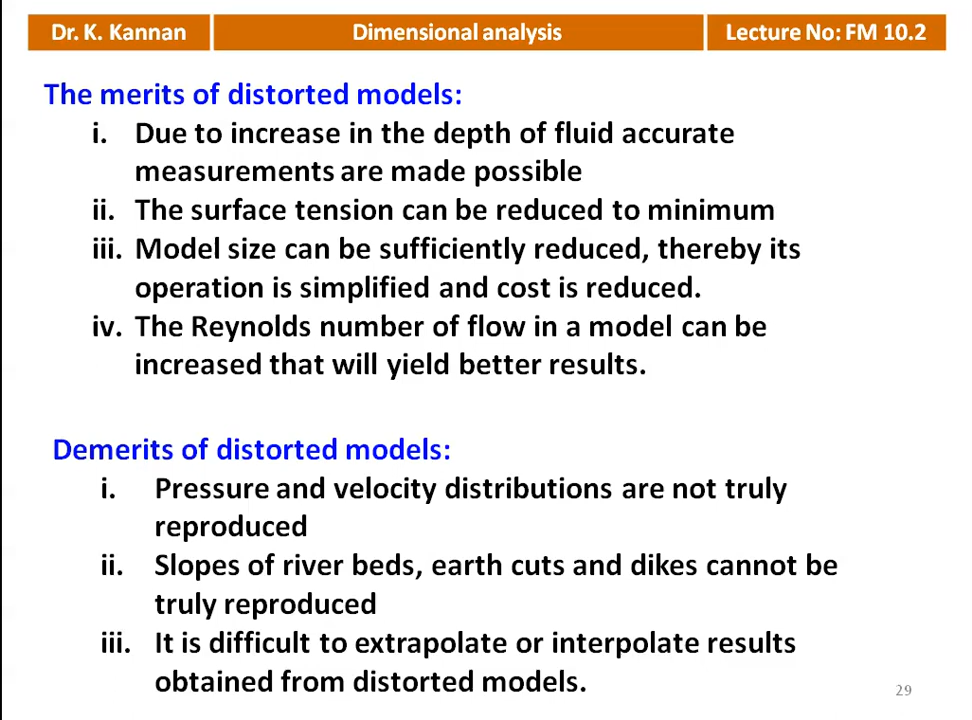 Dr. K. Kannan
Dimensional analysis
Lecture No: FM 10.2
The merits of distorted models:
i. Due to increase in the depth of fluid accurate
measurements are made possible
ii. The surface tension can be reduced to minimum
iii. Model size can be sufficiently reduced, thereby its
operation is simplified and cost is reduced.
iv. The Reynolds number of flow in a model can be
increased that will yield better results.
Demerits of distorted models:
i. Pressure and velocity distributions are not truly
reproduced
ii. Slopes of river beds, earth cuts and dikes cannot be
truly reproduced
iii. It is difficult to extrapolate or interpolate results
obtained from distorted models.
29